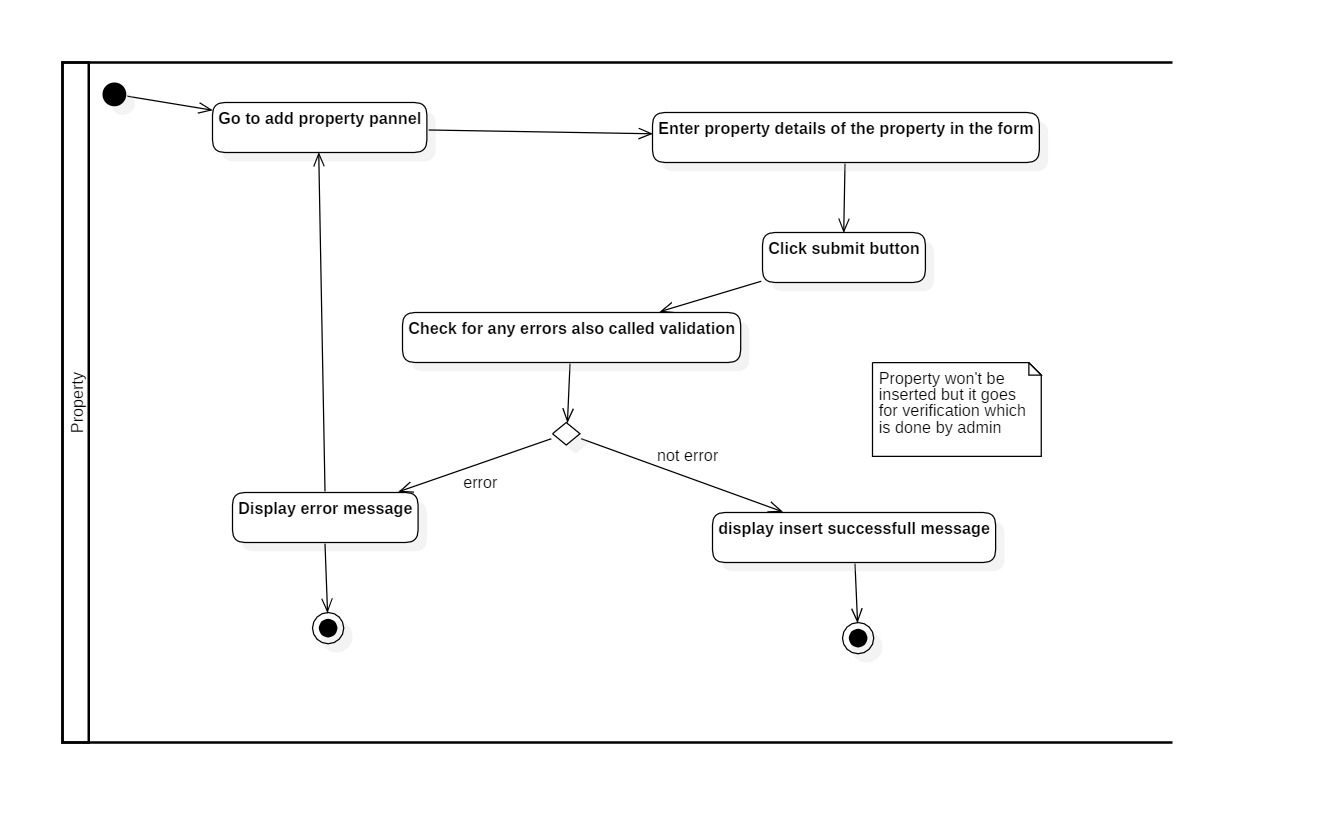 Go to add property pannel
Enter property details of the property in the form
Click submit button
Check for any errors also called validation
Property
Property won't be
inserted but it goes
for verification which
is done by admin
not error
error
Display error message
display insert successfull message